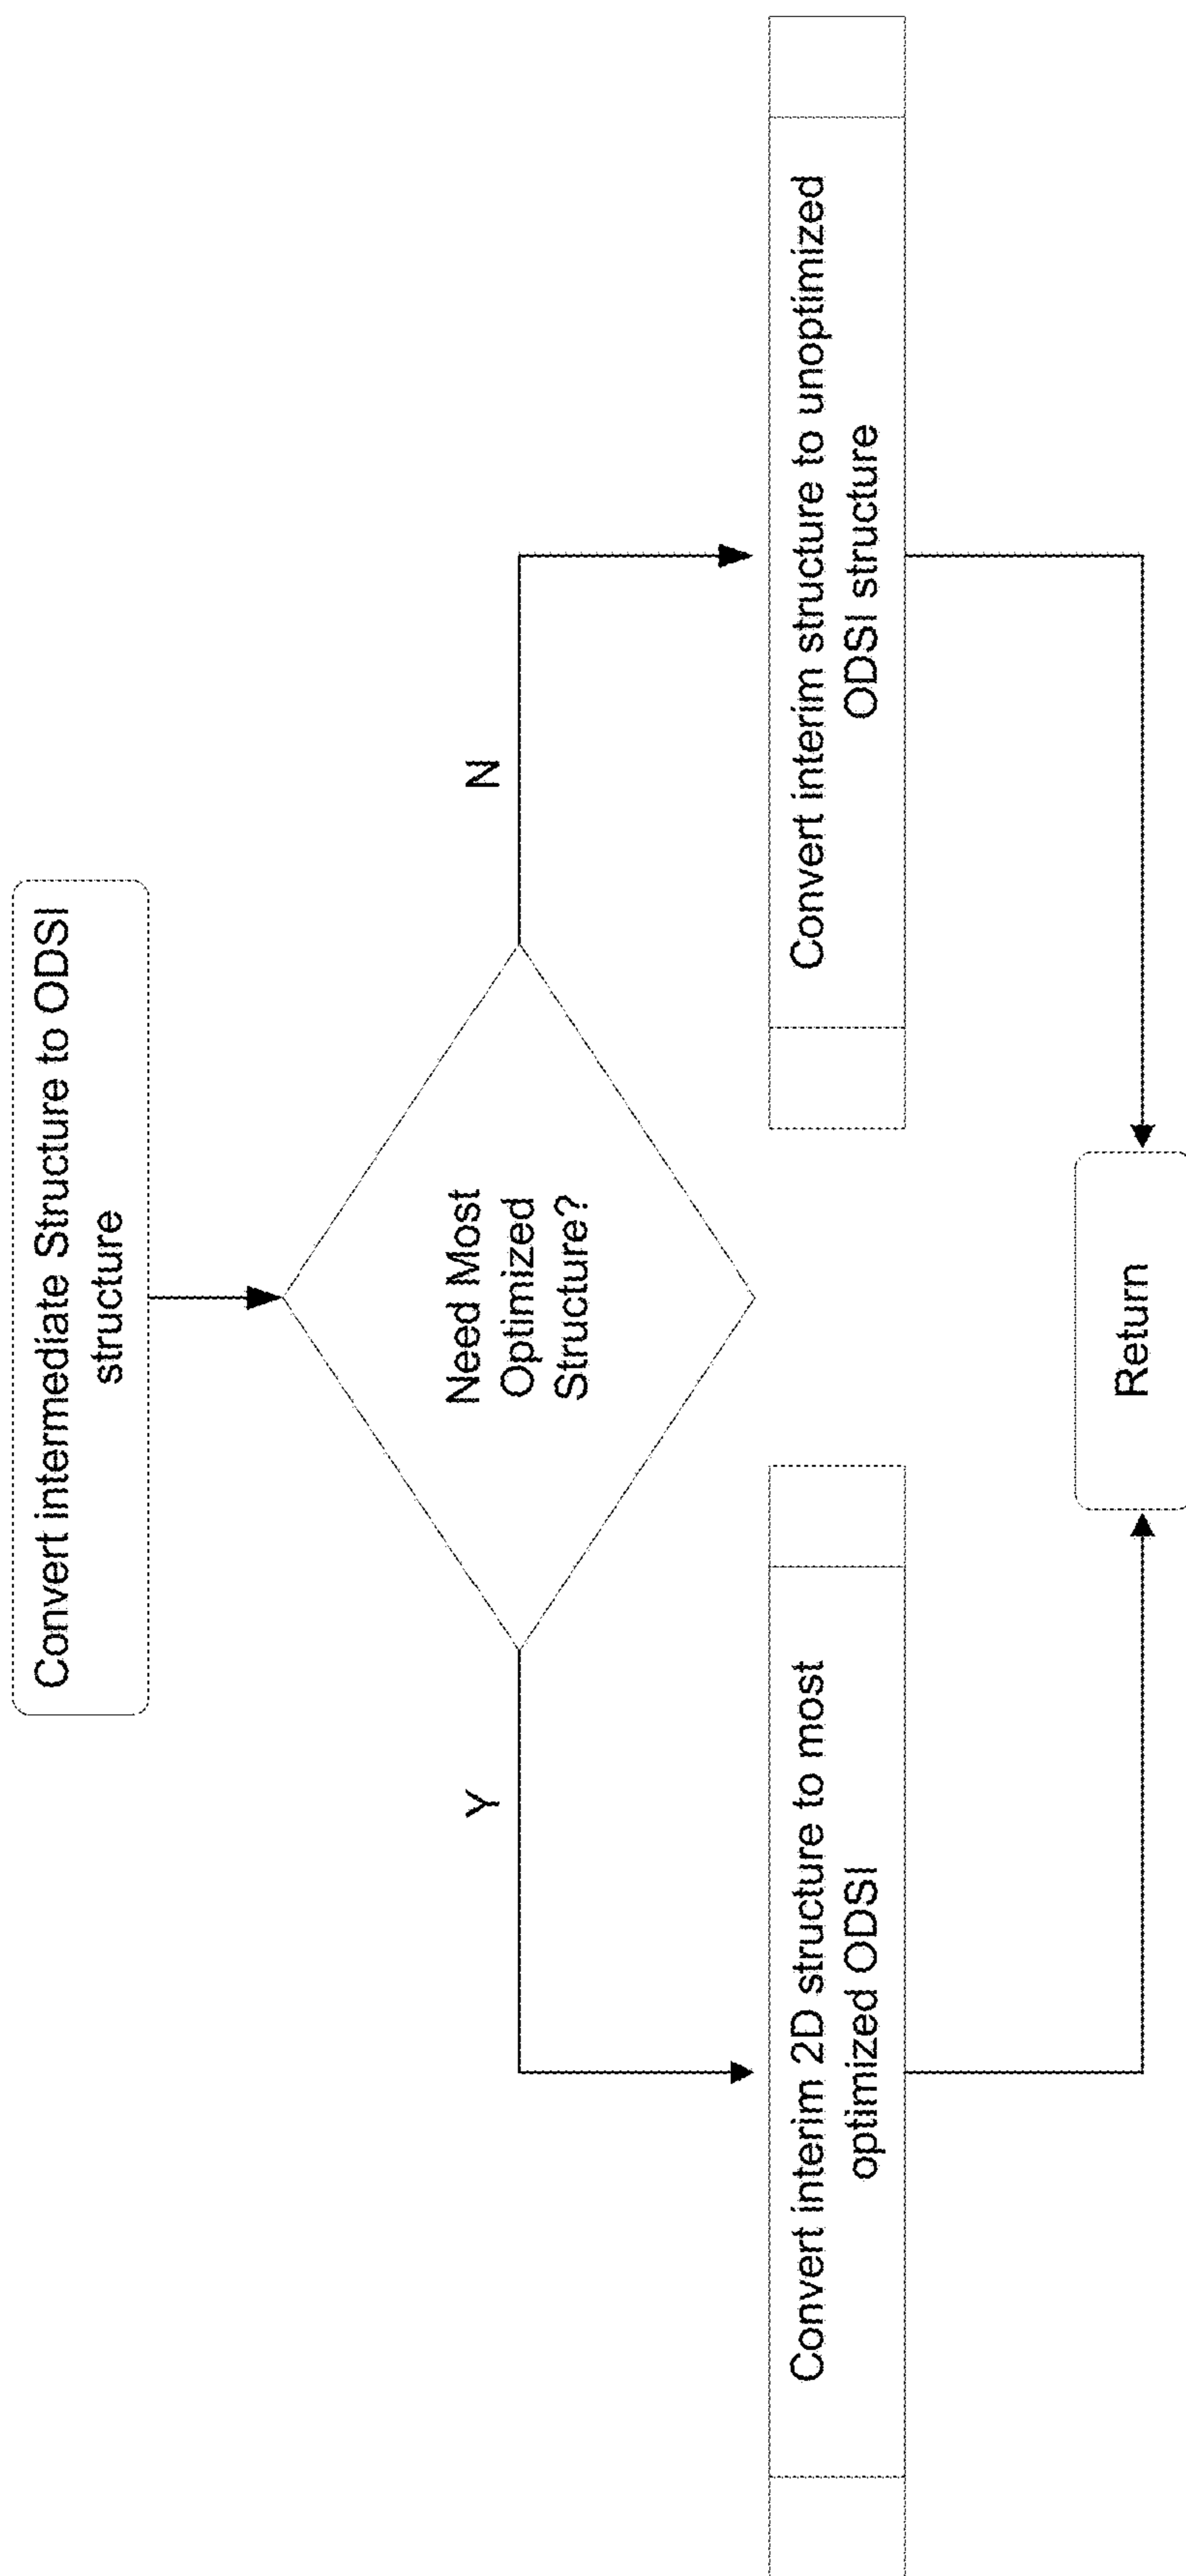 Convert intermediate Structure to ODSI
structure
Need Most
Optimized
Structure?
Y
N
Convert interim 2D structure to most
optimized ODSI
Convert interim structure to unoptimized
ODSI structure
Return